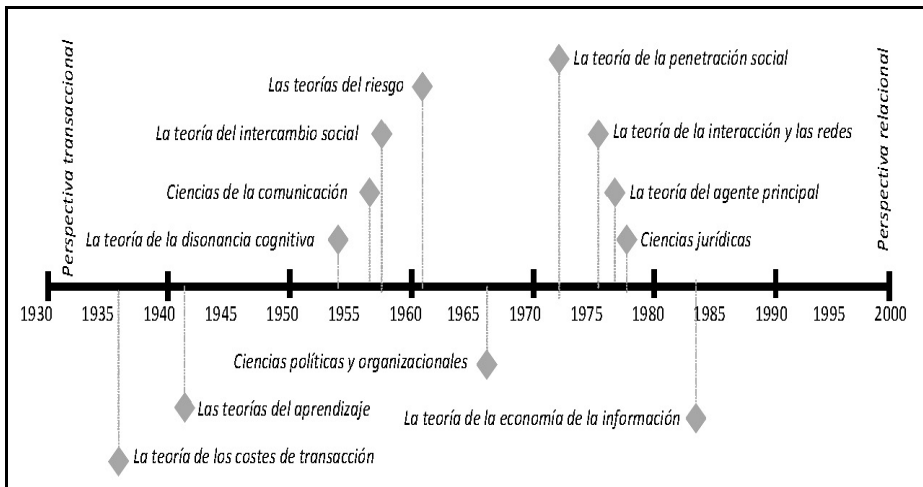 Perspectiva transaccional
Perspectiva relacional
La teoría de la penetración social
Las teorías del riesgo
La teoría del intercambio social
La teoría de la interacción y las redes
Ciencias de la comunicación
La teoría del agente principal
La teoría de la disonancia cognitiva
Ciencias jurídicas
1930 1935 1940 1945 1950 1955 1960 1965 1970 1975 1980 1985 1990 1995 2000
Ciencias políticas y organizacionales
Las teorías del aprendizaje
La teoría de la economía de la información
La teoría de los costes de transacción